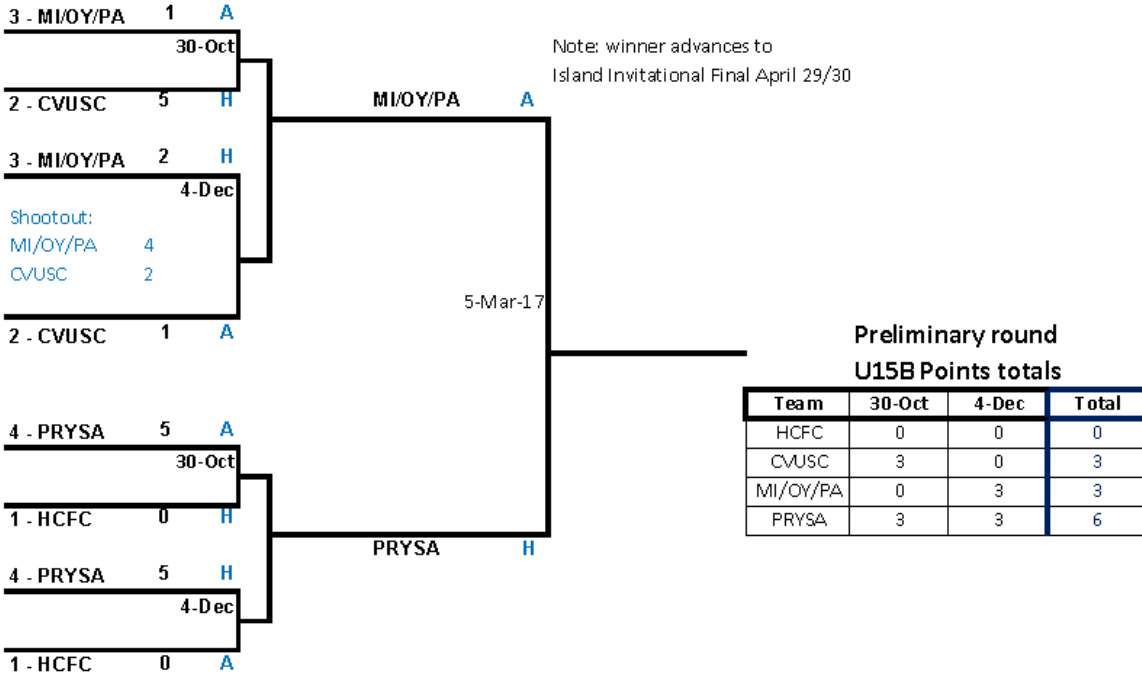 3 - MI/OY/PA 1 A
30-Oct
2 - CVUSC 5 H
3 - MI/OY/PA 2 H
4-Dec
Shootout:
MI/OY/PA 4
CVUSC 2
2 - CVUSC 1 A
4 - PRYSA 5 A
30-Oct
1 - HCFC 0 H
4 - PRYSA 5 H
4-Dec
1 - HCFC 0 A
MI/OY/PA A
5-Mar-17
PRYSA H
Note: winner advances to
Island Invitational Final April 29/30
Preliminary round
U15B Points totals
Team 30-Oct 4-Dec Total
HCFC 0 0 0
CVUSC 3 0 3
MI/OY/PA 0 3 3
PRYSA 3 3 6